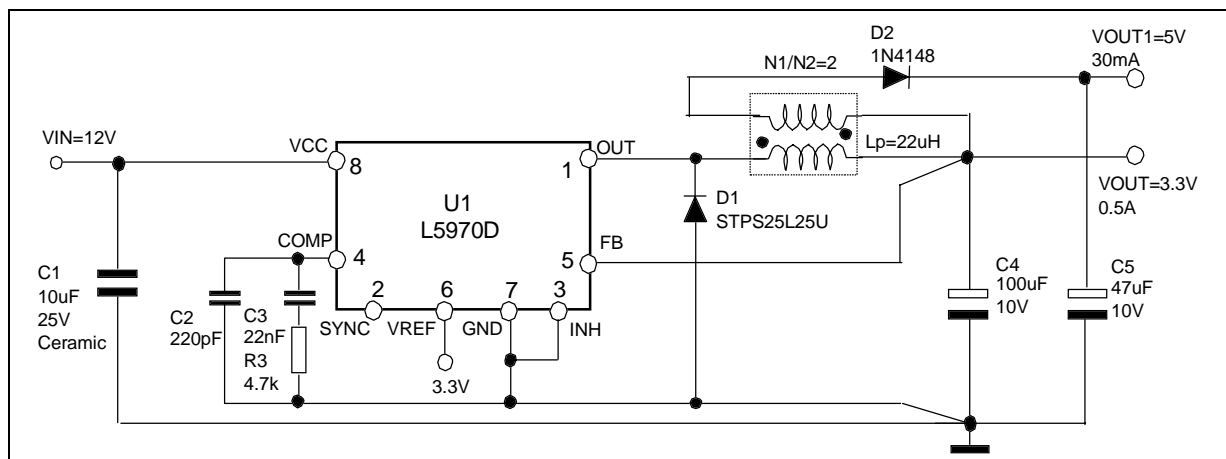 D2
1N4148
VOUT1=5V
30mA
N1/N2=2
VIN=12V
VCC
8
OUT
1
Lp=22uH
U1
L5970D
D1
STPS25L25U
VOUT=3.3V
0.5A
COMP
4
FB
5
C1
10uF
25V
Ceramic
C2
220pF
C3
22nF
R3
4.7k
2
6
7
3
SYNC
VREF
GND
INH
3.3V
C4
100uF
10V
C5
47uF
10V